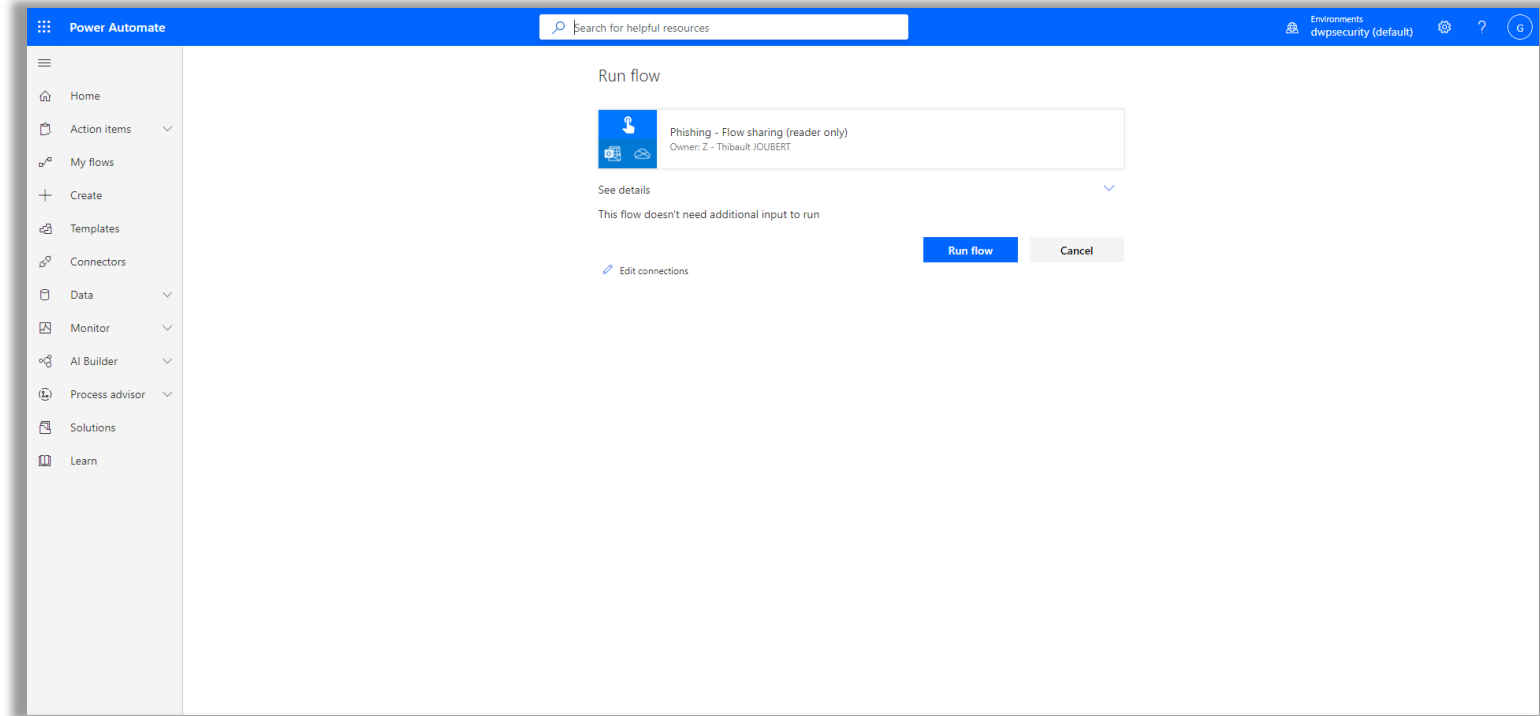 Power Automate
Search for helpful resources
Environments
dwpsecurity (default)
?
G
Home
Action items
My flows
Create
Templates
Connectors
Data
Monitor
AI Builder
Process advisor
Solutions
Learn
Run flow
Phishing - Flow sharing (reader only)
Owner: Z - Thibault JOUBERT
See details
This flow doesn't need additional input to run
Run flow
Cancel
Edit connections